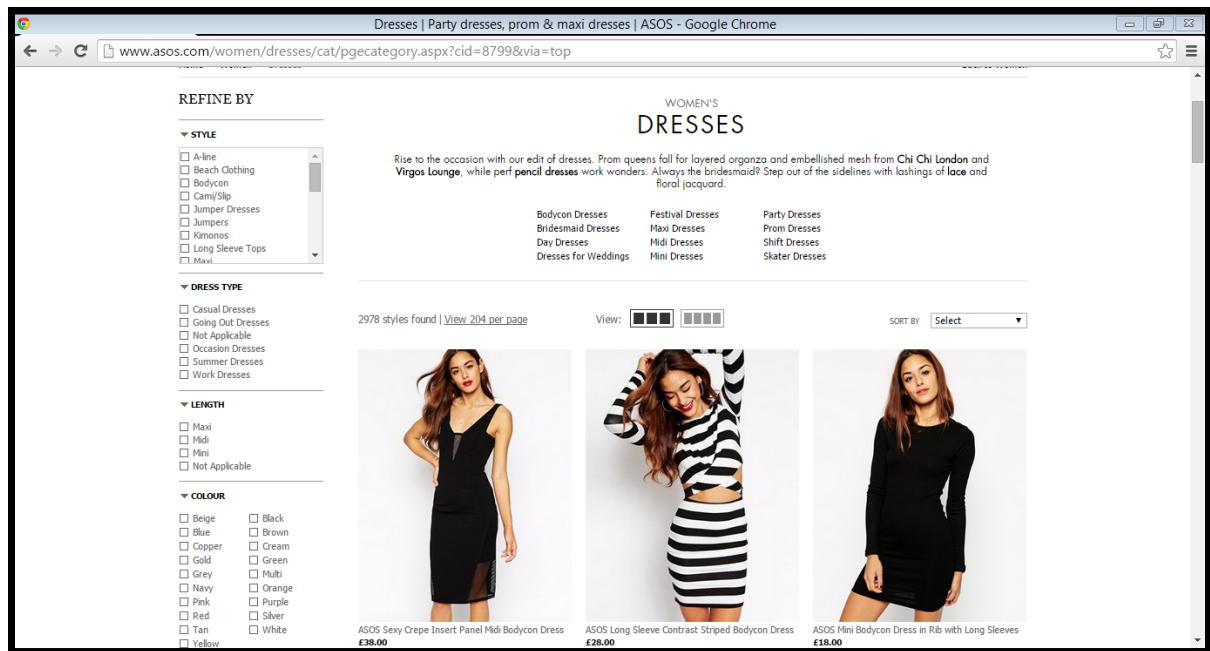 Dresses | Party dresses, prom & maxi dresses | ASOS - Google Chrome
www.asos.com/women/dresses/cat/pgecategory.aspx?cid=8799&via=top
REFINE BY
STYLE
A-line
Beach Clothing
Bodycon
Cami/Slip
Jumper Dresses
Jumpers
Kimonos
Long Sleeve Tops
Maxi
DRESS TYPE
Casual Dresses
Going Out Dresses
Not Applicable
Occasion Dresses
Summer Dresses
Work Dresses
LENGTH
Maxi
Midi
Mini
Not Applicable
COLOUR
Beige Black
Blue Brown
Copper Cream
Gold Green
Grey Multi
Navy Orange
Pink Purple
Red Silver
Tan White
Yellow
WOMEN'S
DRESSES
Rise to the occasion with our edit of dresses. Prom queens fall for layered organza and embellished mesh from Chi Chi London and
Virgos Lounge, while perf pencil dresses work wonders. Always the bridesmaid? Step out of the sidelines with lashings of lace and
floral jacquard.
Bodycon Dresses Festival Dresses Party Dresses
Bridesmaid Dresses Maxi Dresses Prom Dresses
Day Dresses Midi Dresses Shift Dresses
Dresses for Weddings Mini Dresses Skater Dresses
2978 styles found | View 204 per page View: SORT BY Select
ASOS Sexy Crepe Insert Panel Midi Bodycon Dress
£38.00
ASOS Long Sleeve Contrast Striped Bodycon Dress
£28.00
ASOS Mini Bodycon Dress in Rib with Long Sleeves
£18.00